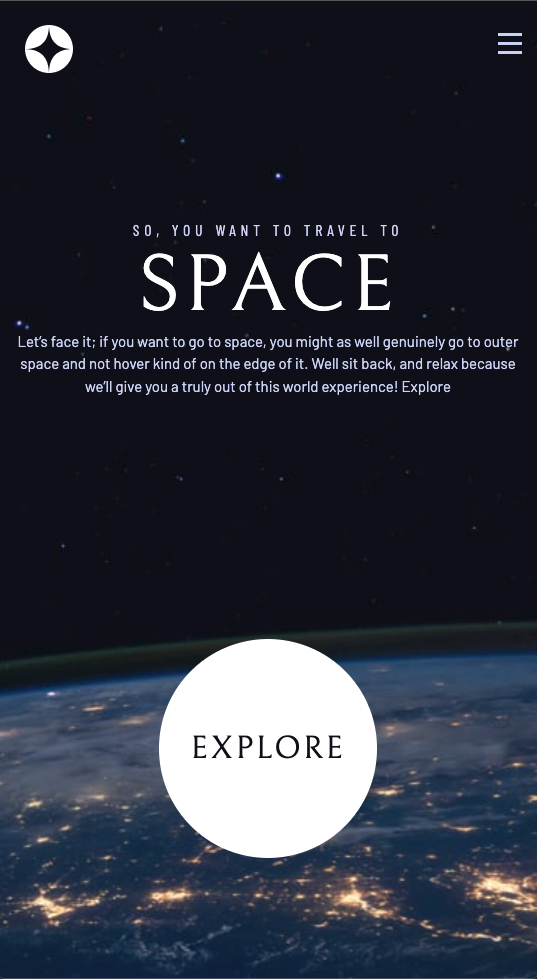 SO, YOU WANT TO TRAVEL TO
SPACE
Let’s face it; if you want to go to space, you might as well genuinely go to outer
space and not hover kind of on the edge of it. Well sit back, and relax because
we’ll give you a truly out of this world experience! Explore
EXPLORE